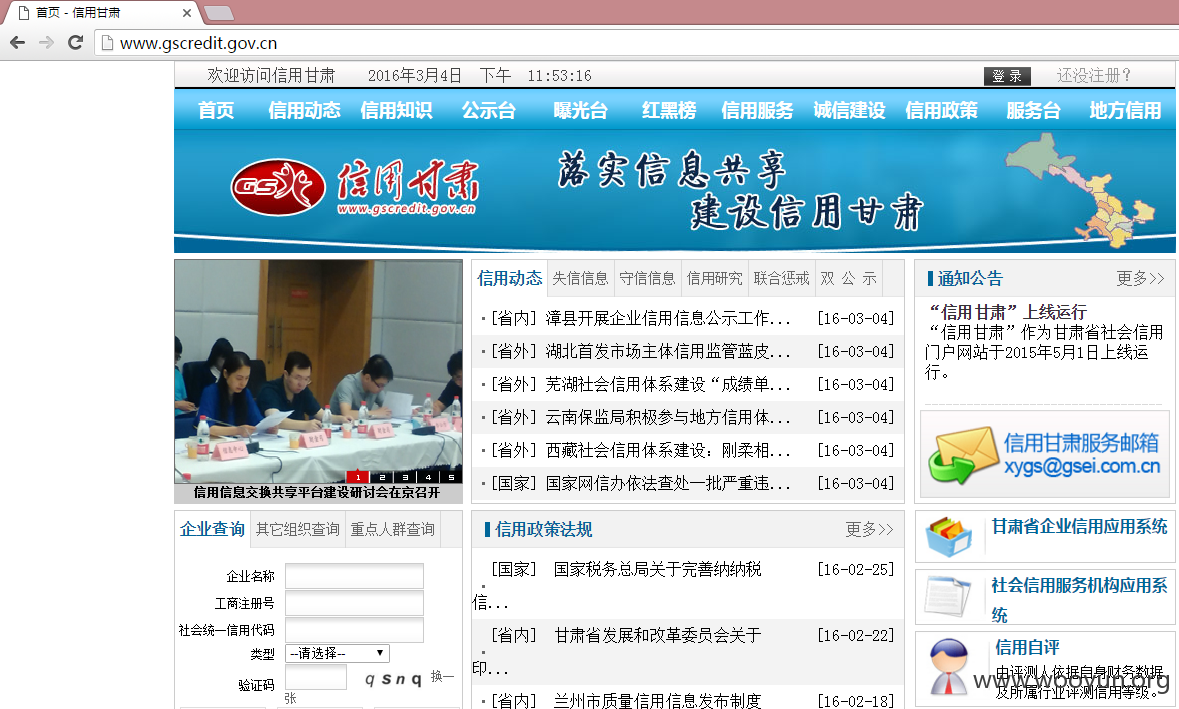 首页 - 信用甘肃
www.gscredit.gov.cn
欢迎访问信用甘肃 2016年3月4日 下午 11:53:16 登 录 还没注册？
首页 信用动态 信用知识 公示台 曝光台 红黑榜 信用服务 诚信建设 信用政策 服务台 地方信用
GS 信用甘肃
www.gscredit.gov.cn
落实信息共享
建设信用甘肃
1 2 3 4 5
信用信息交换共享平台建设研讨会在京召开
信用动态 失信信息 守信信息 信用研究 联合惩戒 双 公 示
·[省内] 漳县开展企业信用信息公示工作... [16-03-04]
·[省外] 湖北首发市场主体信用监管蓝皮... [16-03-04]
·[省外] 芜湖社会信用体系建设“成绩单... [16-03-04]
·[省外] 云南保监局积极参与地方信用体... [16-03-04]
·[省外] 西藏社会信用体系建设：刚柔相... [16-03-04]
·[国家] 国家网信办依法查处一批严重违... [16-03-04]
通知公告 更多>>
“信用甘肃”上线运行
“信用甘肃”作为甘肃省社会信用
门户网站于2015年5月1日上线运
行。
信用甘肃服务邮箱
xygs@gsei.com.cn
企业查询 其它组织查询 重点人群查询
企业名称
工商注册号
社会统一信用代码
类型 --请选择--
验证码 q s n q 换一
张
信用政策法规 更多>>
[国家] 国家税务总局关于完善纳纳税 [16-02-25]
·
信...
[省内] 甘肃省发展和改革委员会关于 [16-02-22]
·
印...
·[省内] 兰州市质量信用信息发布制度 [16-02-18]
甘肃省企业信用应用系统
社会信用服务机构应用系
统
信用自评
由评测人依据自身财务数据
及所属行业评测信用等级。
www.wooyun.org